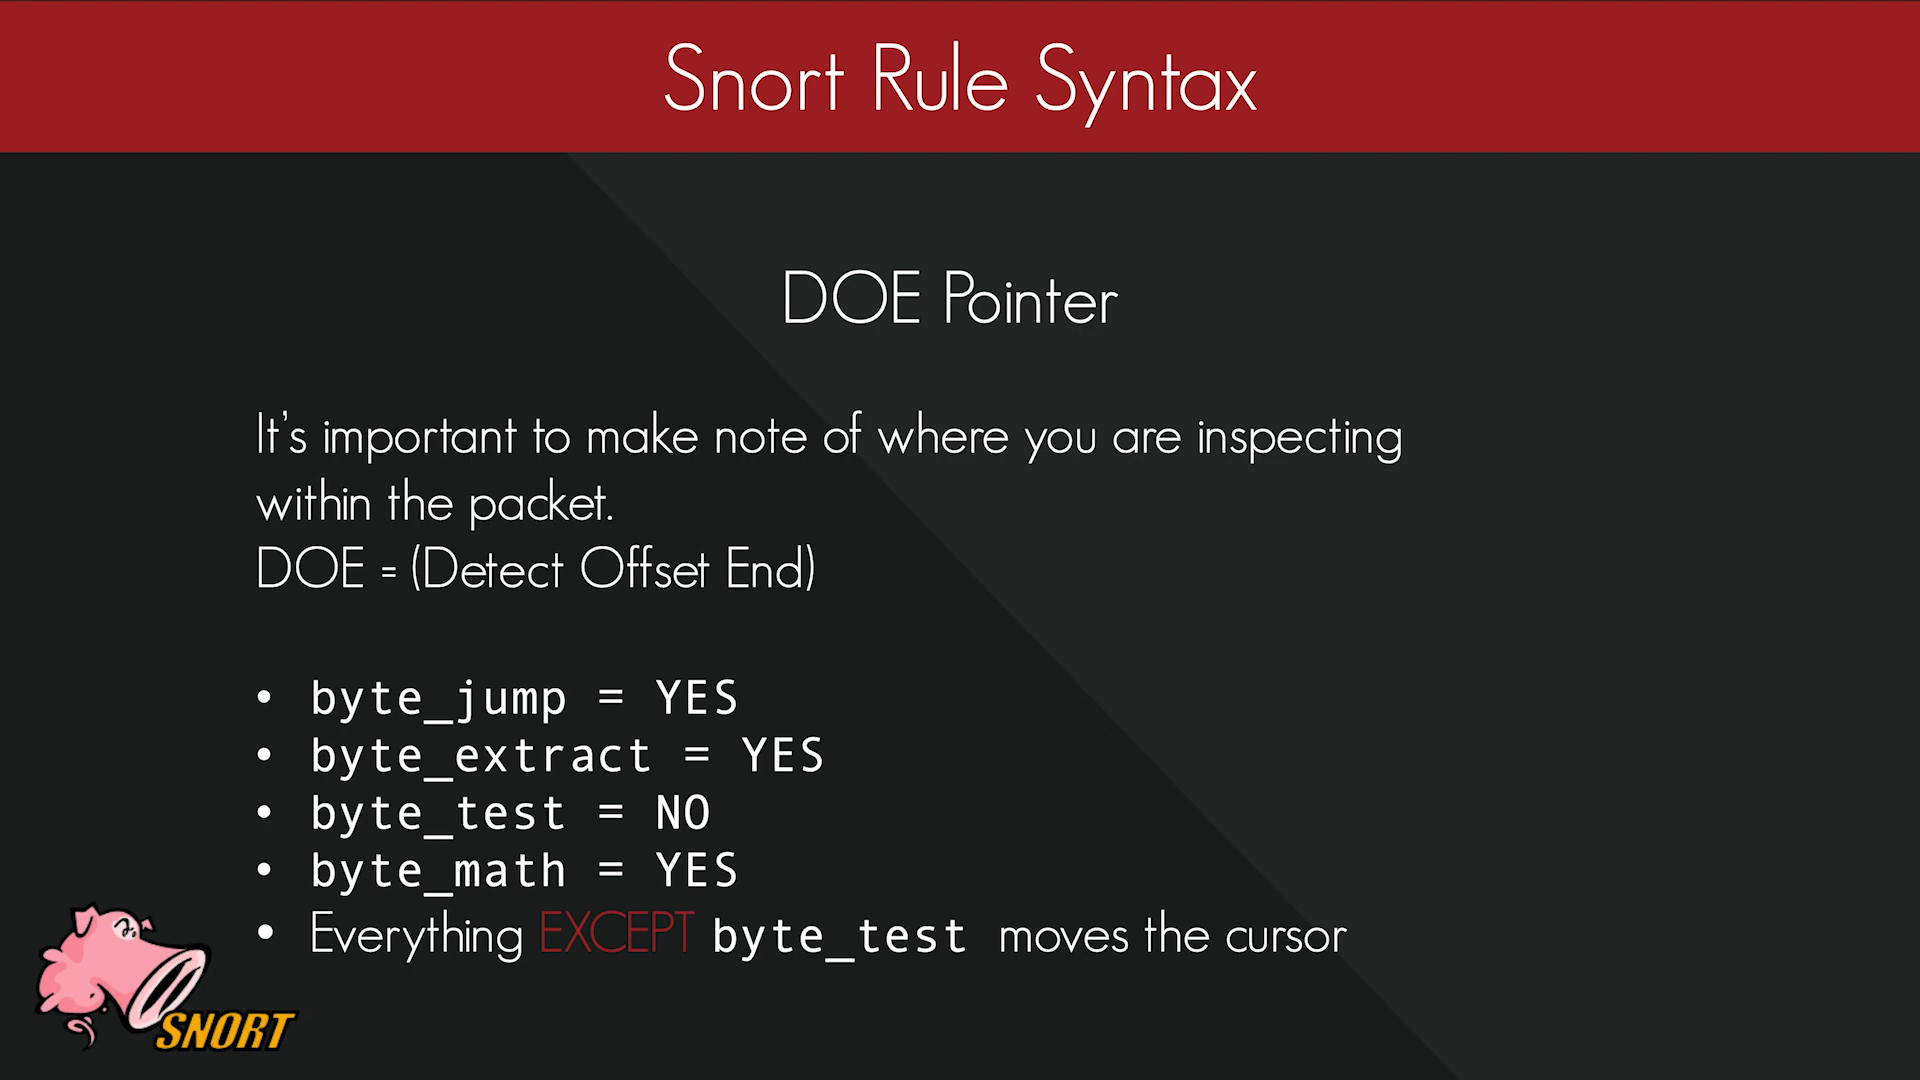 Snort Rule Syntax
DOE Pointer
It's important to make note of where you are inspecting
within the packet.
DOE = (Detect Offset End)
• byte_jump = YES
• byte_extract = YES
• byte_test = NO
• byte_math = YES
• Everything EXCEPT byte_test moves the cursor
SNORT